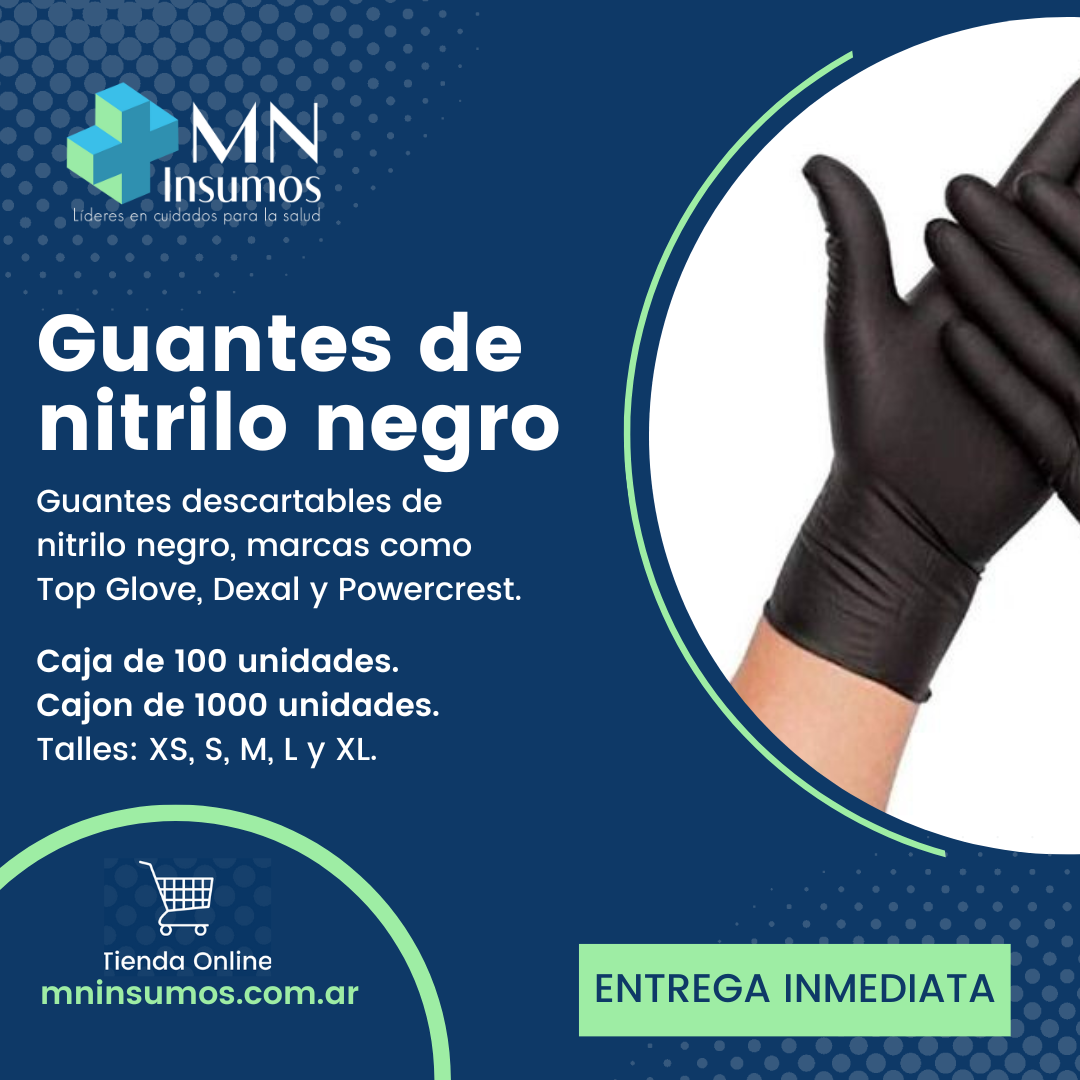 MN
Insumos
Líderes en cuidados para la salud
Guantes de
nitrilo negro
Guantes descartables de
nitrilo negro, marcas como
Top Glove, Dexal y Powercrest.
Caja de 100 unidades.
Cajon de 1000 unidades.
Talles: XS, S, M, L y XL.
Tienda Online
mninsumos.com.ar
ENTREGA INMEDIATA